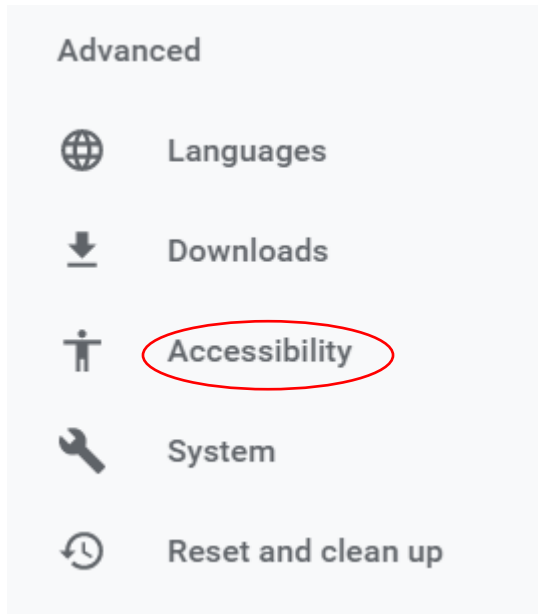 Advanced
Languages
Downloads
Accessibility
System
Reset and clean up